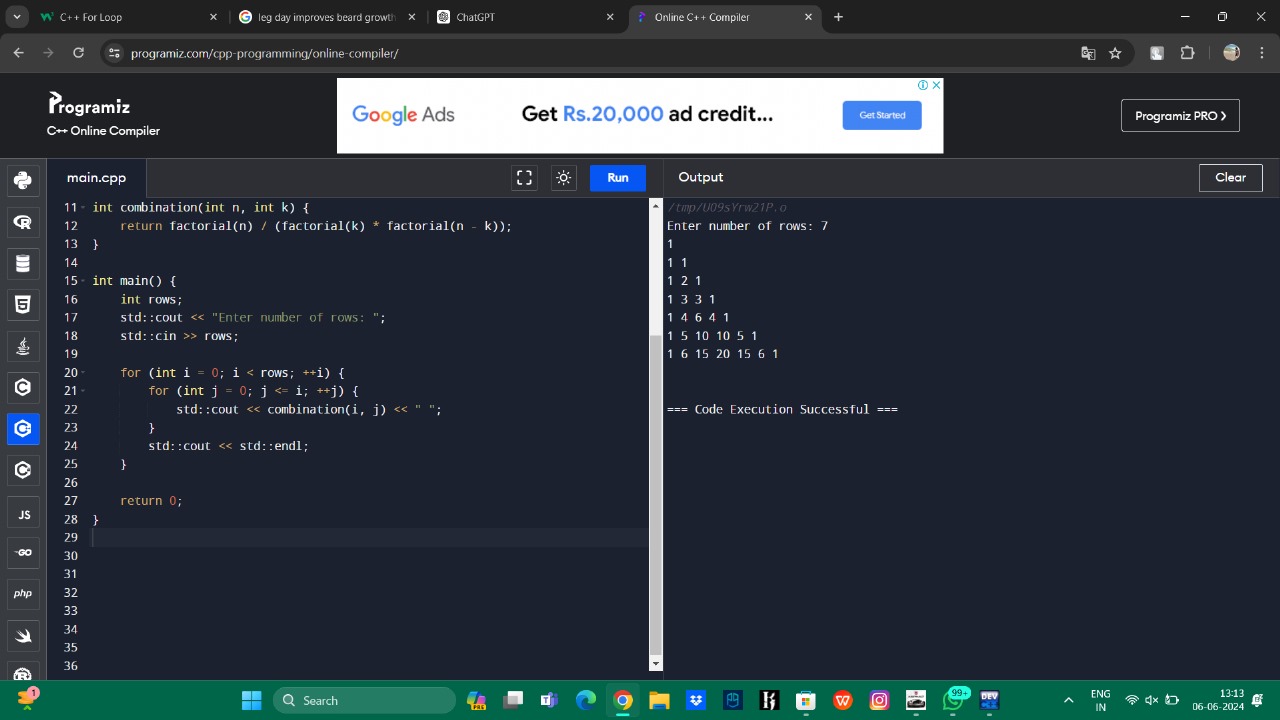 C++ For Loop
leg day improves beard growth
ChatGPT
Online C++ Compiler
programiz.com/cpp-programming/online-compiler/
Programiz
C++ Online Compiler
Google Ads
Get Rs.20,000 ad credit...
Get Started
Programiz PRO >
main.cpp
Run
Output
Clear
11 int combination(int n, int k) {
12 return factorial(n) / (factorial(k) * factorial(n - k));
13 }
14
15 int main() {
16 int rows;
17 std::cout << "Enter number of rows: ";
18 std::cin >> rows;
19
20 for (int i = 0; i < rows; ++i) {
21 for (int j = 0; j <= i; ++j) {
22 std::cout << combination(i, j) << " ";
23 }
24 std::cout << std::endl;
25 }
26
27 return 0;
28 }
29
30
31
32
33
34
35
36
/tmp/U09sYrw21P.o
Enter number of rows: 7
1
1 1
1 2 1
1 3 3 1
1 4 6 4 1
1 5 10 10 5 1
1 6 15 20 15 6 1
=== Code Execution Successful ===
JS
GO
php
1
Search
PRE
99+
DEV
ENG
IN
13:13
06-06-2024